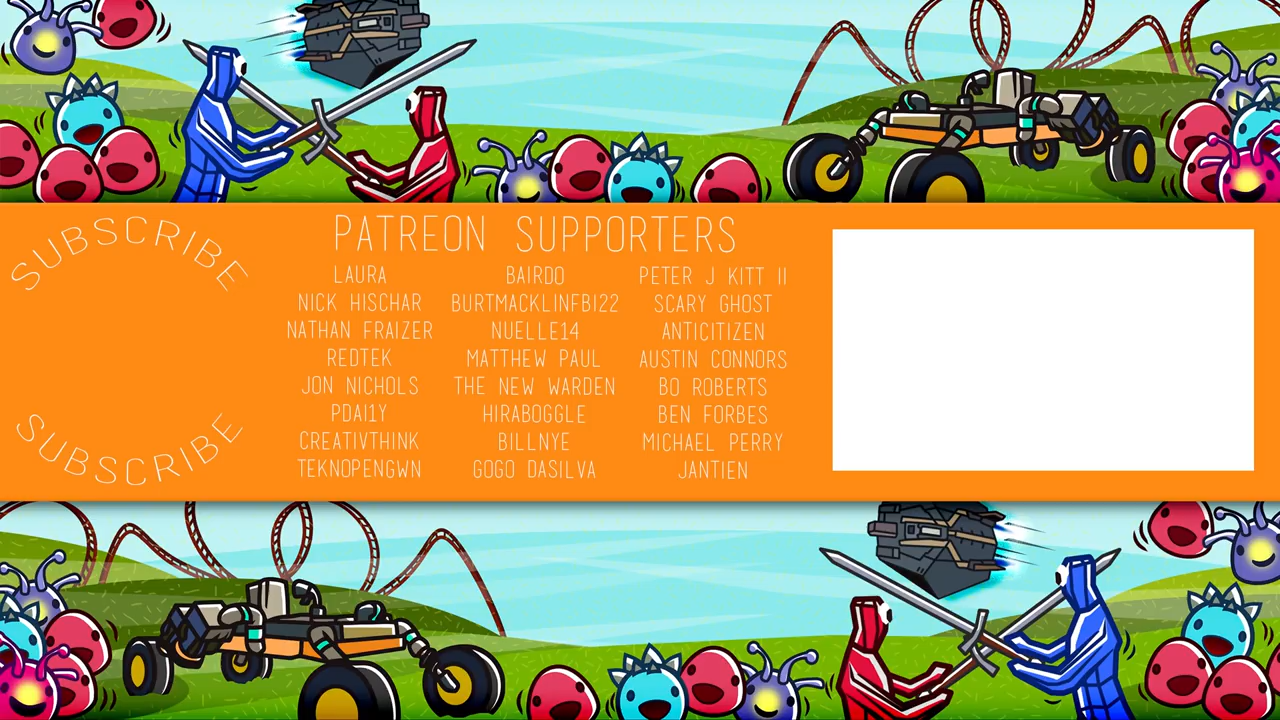 SUBSCRIBE
SUBSCRIBE
PATREON SUPPORTERS
LAURA
NICK HISCHAR
NATHAN FRAIZER
REDTEK
JON NICHOLS
PDAI1Y
CREATIVTHINK
TEKNOPENGWN
BAIRDO
BURTMACKLINFBI22
NUELLE14
MATTHEW PAUL
THE NEW WARDEN
HIRABOGGLE
BILLNYE
GOGO DASILVA
PETER J KITT II
SCARY GHOST
ANTICITIZEN
AUSTIN CONNORS
BO ROBERTS
BEN FORBES
MICHAEL PERRY
JANTIEN